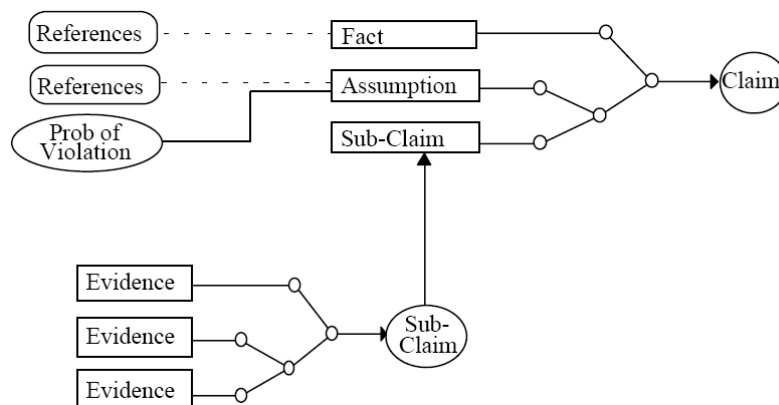 References
Fact
References
Assumption
Claim
Prob of
Violation
Sub-Claim
Evidence
Evidence
Sub-
Claim
Evidence